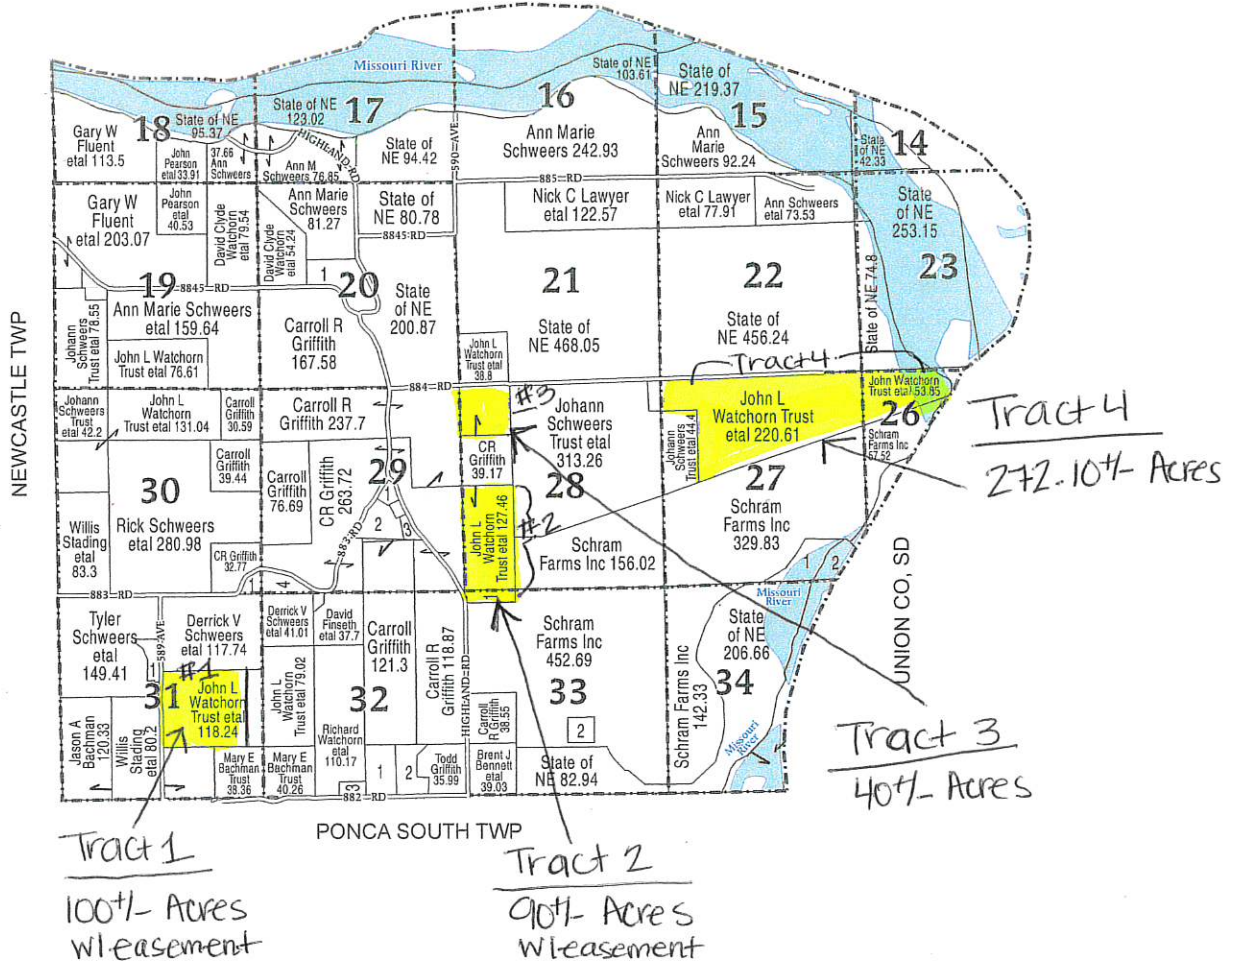 Missouri River
State of NE
103.61
State of
NE 219.37
16
15
17
18
14
State of NE
123.02
State of NE
95.37
Gary W
Fluent
etal 113.5
John
Pearson
etal 33.91
37.66
Ann
Schweers
HIGHLAND RD
Ann M
Schweers 76.85
State of
NE 94.42
590 AVE
Ann Marie
Schweers 242.93
Ann
Marie
Schweers 92.24
State
of NE
42.33
885 RD
Gary W
Fluent
etal 203.07
John
Pearson
etal
40.53
David Clyde
Watchorn
etal 79.54
David Clyde
Watchorn
etal 54.24
Ann Marie
Schweers
81.27
State of
NE 80.78
8845 RD
Nick C Lawyer
etal 122.57
Nick C Lawyer
etal 77.91
Ann Schweers
etal 73.53
State
of NE
253.15
23
19
8845 RD
1
20
21
22
State of NE 74.8
State
of NE
200.87
State of
NE 468.05
State of
NE 456.24
NEWCASTLE TWP
Johann
Schweers
Trust etal 78.55
Ann Marie Schweers
etal 159.64
John L Watchorn
Trust etal 76.61
Carroll R
Griffith
167.58
John L
Watchorn
Trust etal
38.8
884 RD
Tract 4
John L
Watchorn Trust
etal 220.61
John Watchorn
Trust etal 53.85
26
Schram
Farms Inc
57.52
Tract 4
272.10+/- Acres
Johann
Schweers
Trust
etal 42.2
John L
Watchorn
etal 131.04
Carroll
Griffith
30.59
Carroll R
Griffith 237.7
#3
Johann
Schweers
Trust etal
313.26
Johann
Schweers
Trust etal 44.4
CR
Griffith
39.17
29
28
27
30
Carroll
Griffith
39.44
Carroll
Griffith
76.69
CR Griffith
263.72
Rick Schweers
etal 280.98
Willis
Stading
etal
83.3
CR Griffith
32.77
1
2
3
4
883 RD
John L
Watchorn
Trust etal 127.46
#2
Schram
Farms Inc 156.02
Schram
Farms Inc
329.83
1
2
Missouri
River
UNION CO, SD
883 RD
1
Tyler
Schweers
etal
149.41
589 AVE
Derrick V
Schweers
etal 117.74
Derrick V
Schweers
etal 41.01
David
Finseth
etal 37.7
Carroll
Griffith
121.3
Carroll R
Griffith 118.87
HIGHLAND RD
Schram
Farms Inc
452.69
State
of NE
206.66
Schram Farms Inc
142.33
1
#1
31
John L
Watchorn
Trust etal
118.24
John L
Watchorn
Trust etal 79.02
32
33
34
Carroll
R Griffith
38.55
2
Jason A
Bachman
120.33
Willis
Stading
etal 80.2
Richard
Watchorn
etal
110.17
Mary E
Bachman
Trust
38.36
Mary E
Bachman
Trust
40.26
3
1
2
Todd
Griffith
35.99
Brent J
Bennett
etal
39.03
State of
NE 82.94
Missouri
River
882 RD
Tract 3
40+/- Acres
PONCA SOUTH TWP
Tract 1
100+/- Acres
w/easement
Tract 2
90+/- Acres
w/easement